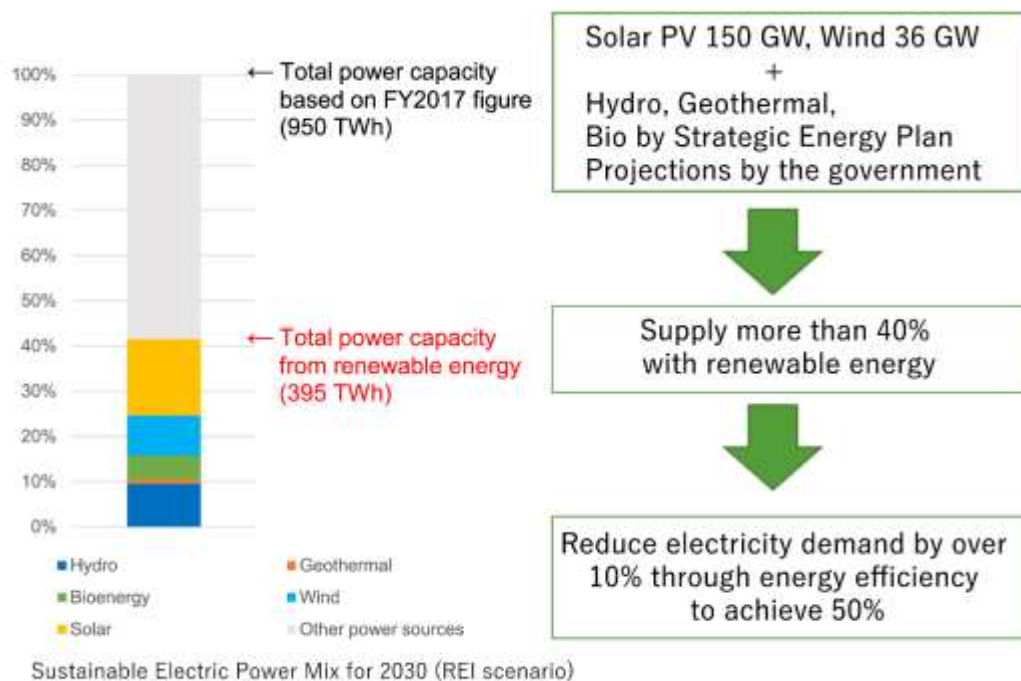 100%
90%
80%
70%
60%
50%
40%
30%
20%
10%
0%
← Total power capacity
based on FY2017 figure
(950 TWh)
← Total power capacity
from renewable energy
(395 TWh)
Hydro
Geothermal
Bioenergy
Wind
Solar
Other power sources
Solar PV 150 GW, Wind 36 GW
+
Hydro, Geothermal,
Bio by Strategic Energy Plan
Projections by the government
Supply more than 40%
with renewable energy
Reduce electricity demand by over
10% through energy efficiency
to achieve 50%
Sustainable Electric Power Mix for 2030 (REI scenario)